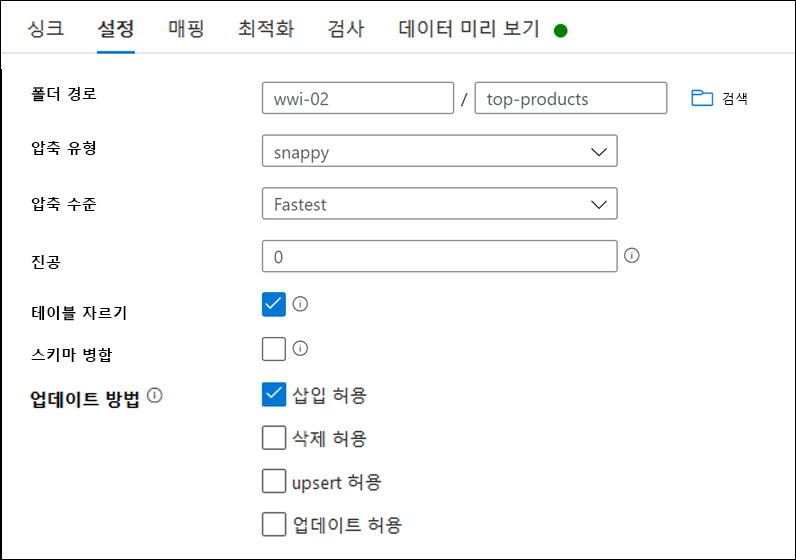 싱크 설정 매핑 최적화 검사 데이터 미리 보기
폴더 경로 wwi-02 / top-products 검색
압축 유형 snappy
압축 수준 Fastest
진공 0
테이블 자르기
스키마 병합
업데이트 방법 삽입 허용
삭제 허용
upsert 허용
업데이트 허용